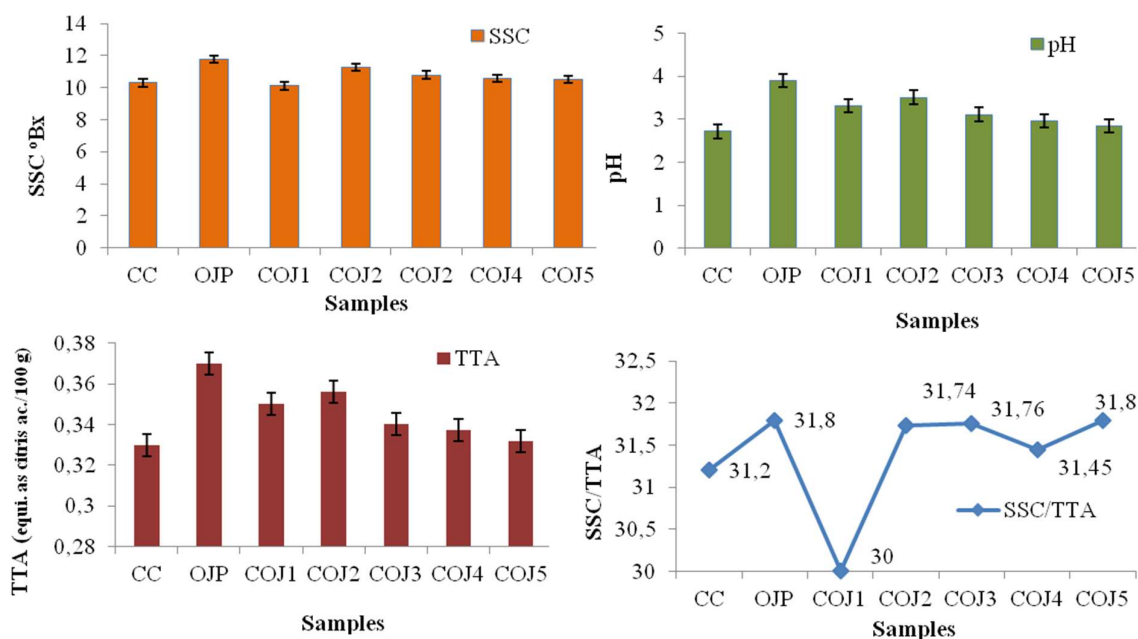 SSC
14
12
10
8
6
4
2
0
SSC ºBx
CC OJP COJ1 COJ2 COJ2 COJ4 COJ5
Samples
pH
5
4
3
2
1
0
pH
CC OJP COJ1 COJ2 COJ3 COJ4 COJ5
Samples
TTA
0,38
0,36
0,34
0,32
0,3
0,28
TTA (equi. as citris ac./100 g)
CC OJP COJ1 COJ2 COJ3 COJ4 COJ5
Samples
32,5
32
31,5
31
30,5
30
SSC/TTA
31,2
31,8
30
31,74
31,76
31,45
31,8
SSC/TTA
CC OJP COJ1 COJ2 COJ3 COJ4 COJ5
Samples